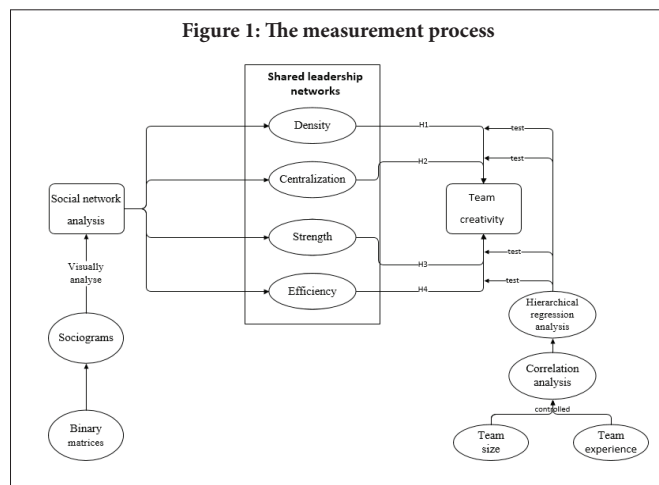 Figure 1: The measurement process
Shared leadership
networks
Density
Centralization
Strength
Efficiency
Social network
analysis
Visually
analyse
Sociograms
Binary
matrices
H1
H2
H3
H4
Team
creativity
test
test
test
test
Hierarchical
regression
analysis
Correlation
analysis
controlled
Team
size
Team
experience